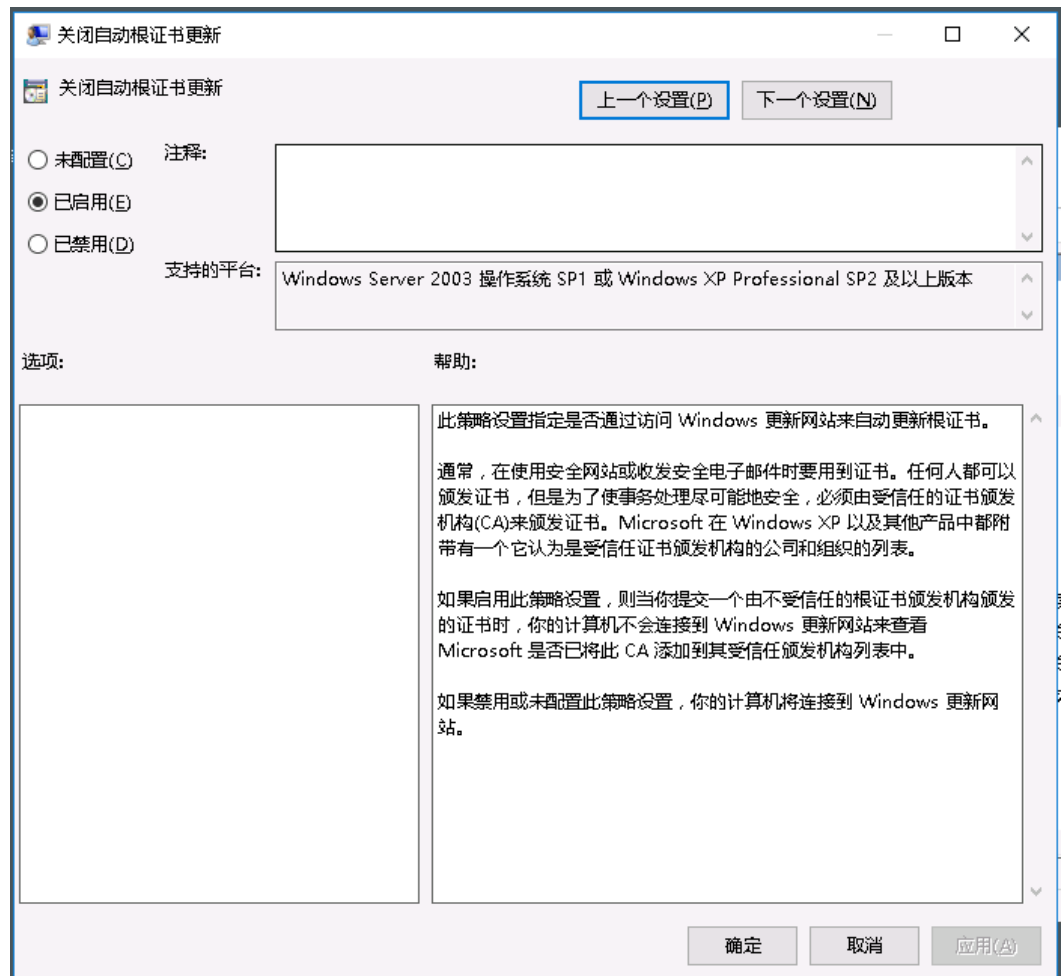 关闭自动根证书更新
关闭自动根证书更新
上一个设置(P)
下一个设置(N)
未配置(C)
注释:
已启用(E)
已禁用(D)
支持的平台:
Windows Server 2003 操作系统 SP1 或 Windows XP Professional SP2 及以上版本
选项:
帮助:
此策略设置指定是否通过访问 Windows 更新网站来自动更新根证书。
通常，在使用安全网站或收发安全电子邮件时要用到证书。任何人都可以
颁发证书，但是为了使事务处理尽可能地安全，必须由受信任的证书颁发
机构(CA)来颁发证书。Microsoft 在 Windows XP 以及其他产品中都附
带有一个它认为是受信任证书颁发机构的公司和组织的列表。
如果启用此策略设置，则当你提交一个由不受信任的根证书颁发机构颁发
的证书时，你的计算机不会连接到 Windows 更新网站来查看
Microsoft 是否已将此 CA 添加到其受信任颁发机构列表中。
如果禁用或未配置此策略设置，你的计算机将连接到 Windows 更新网
站。
确定
取消
应用(A)